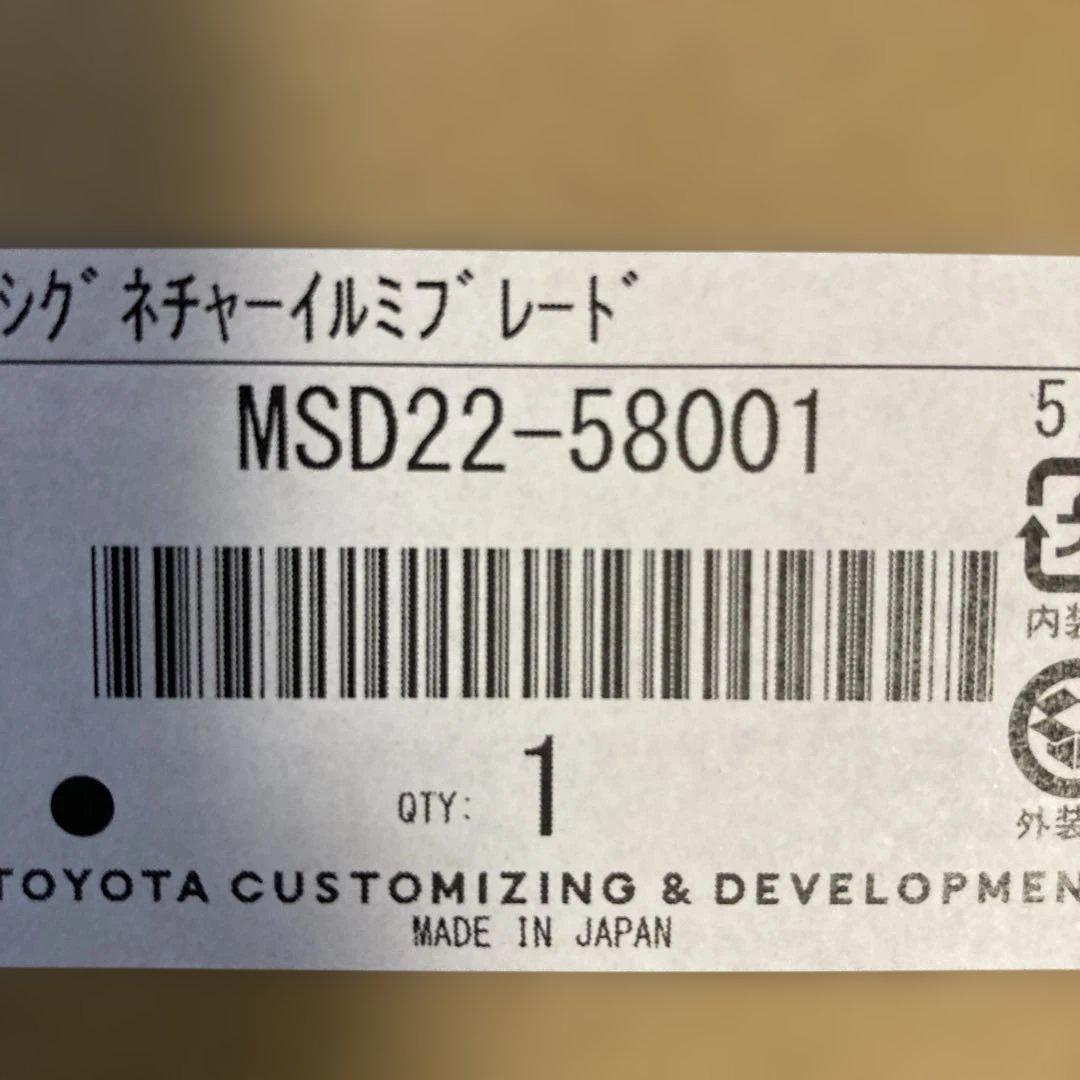 シグネチャーイルミブレード
MSD22-58001
5
内装
QTY: 1
外装
TOYOTA CUSTOMIZING & DEVELOPMEN
MADE IN JAPAN